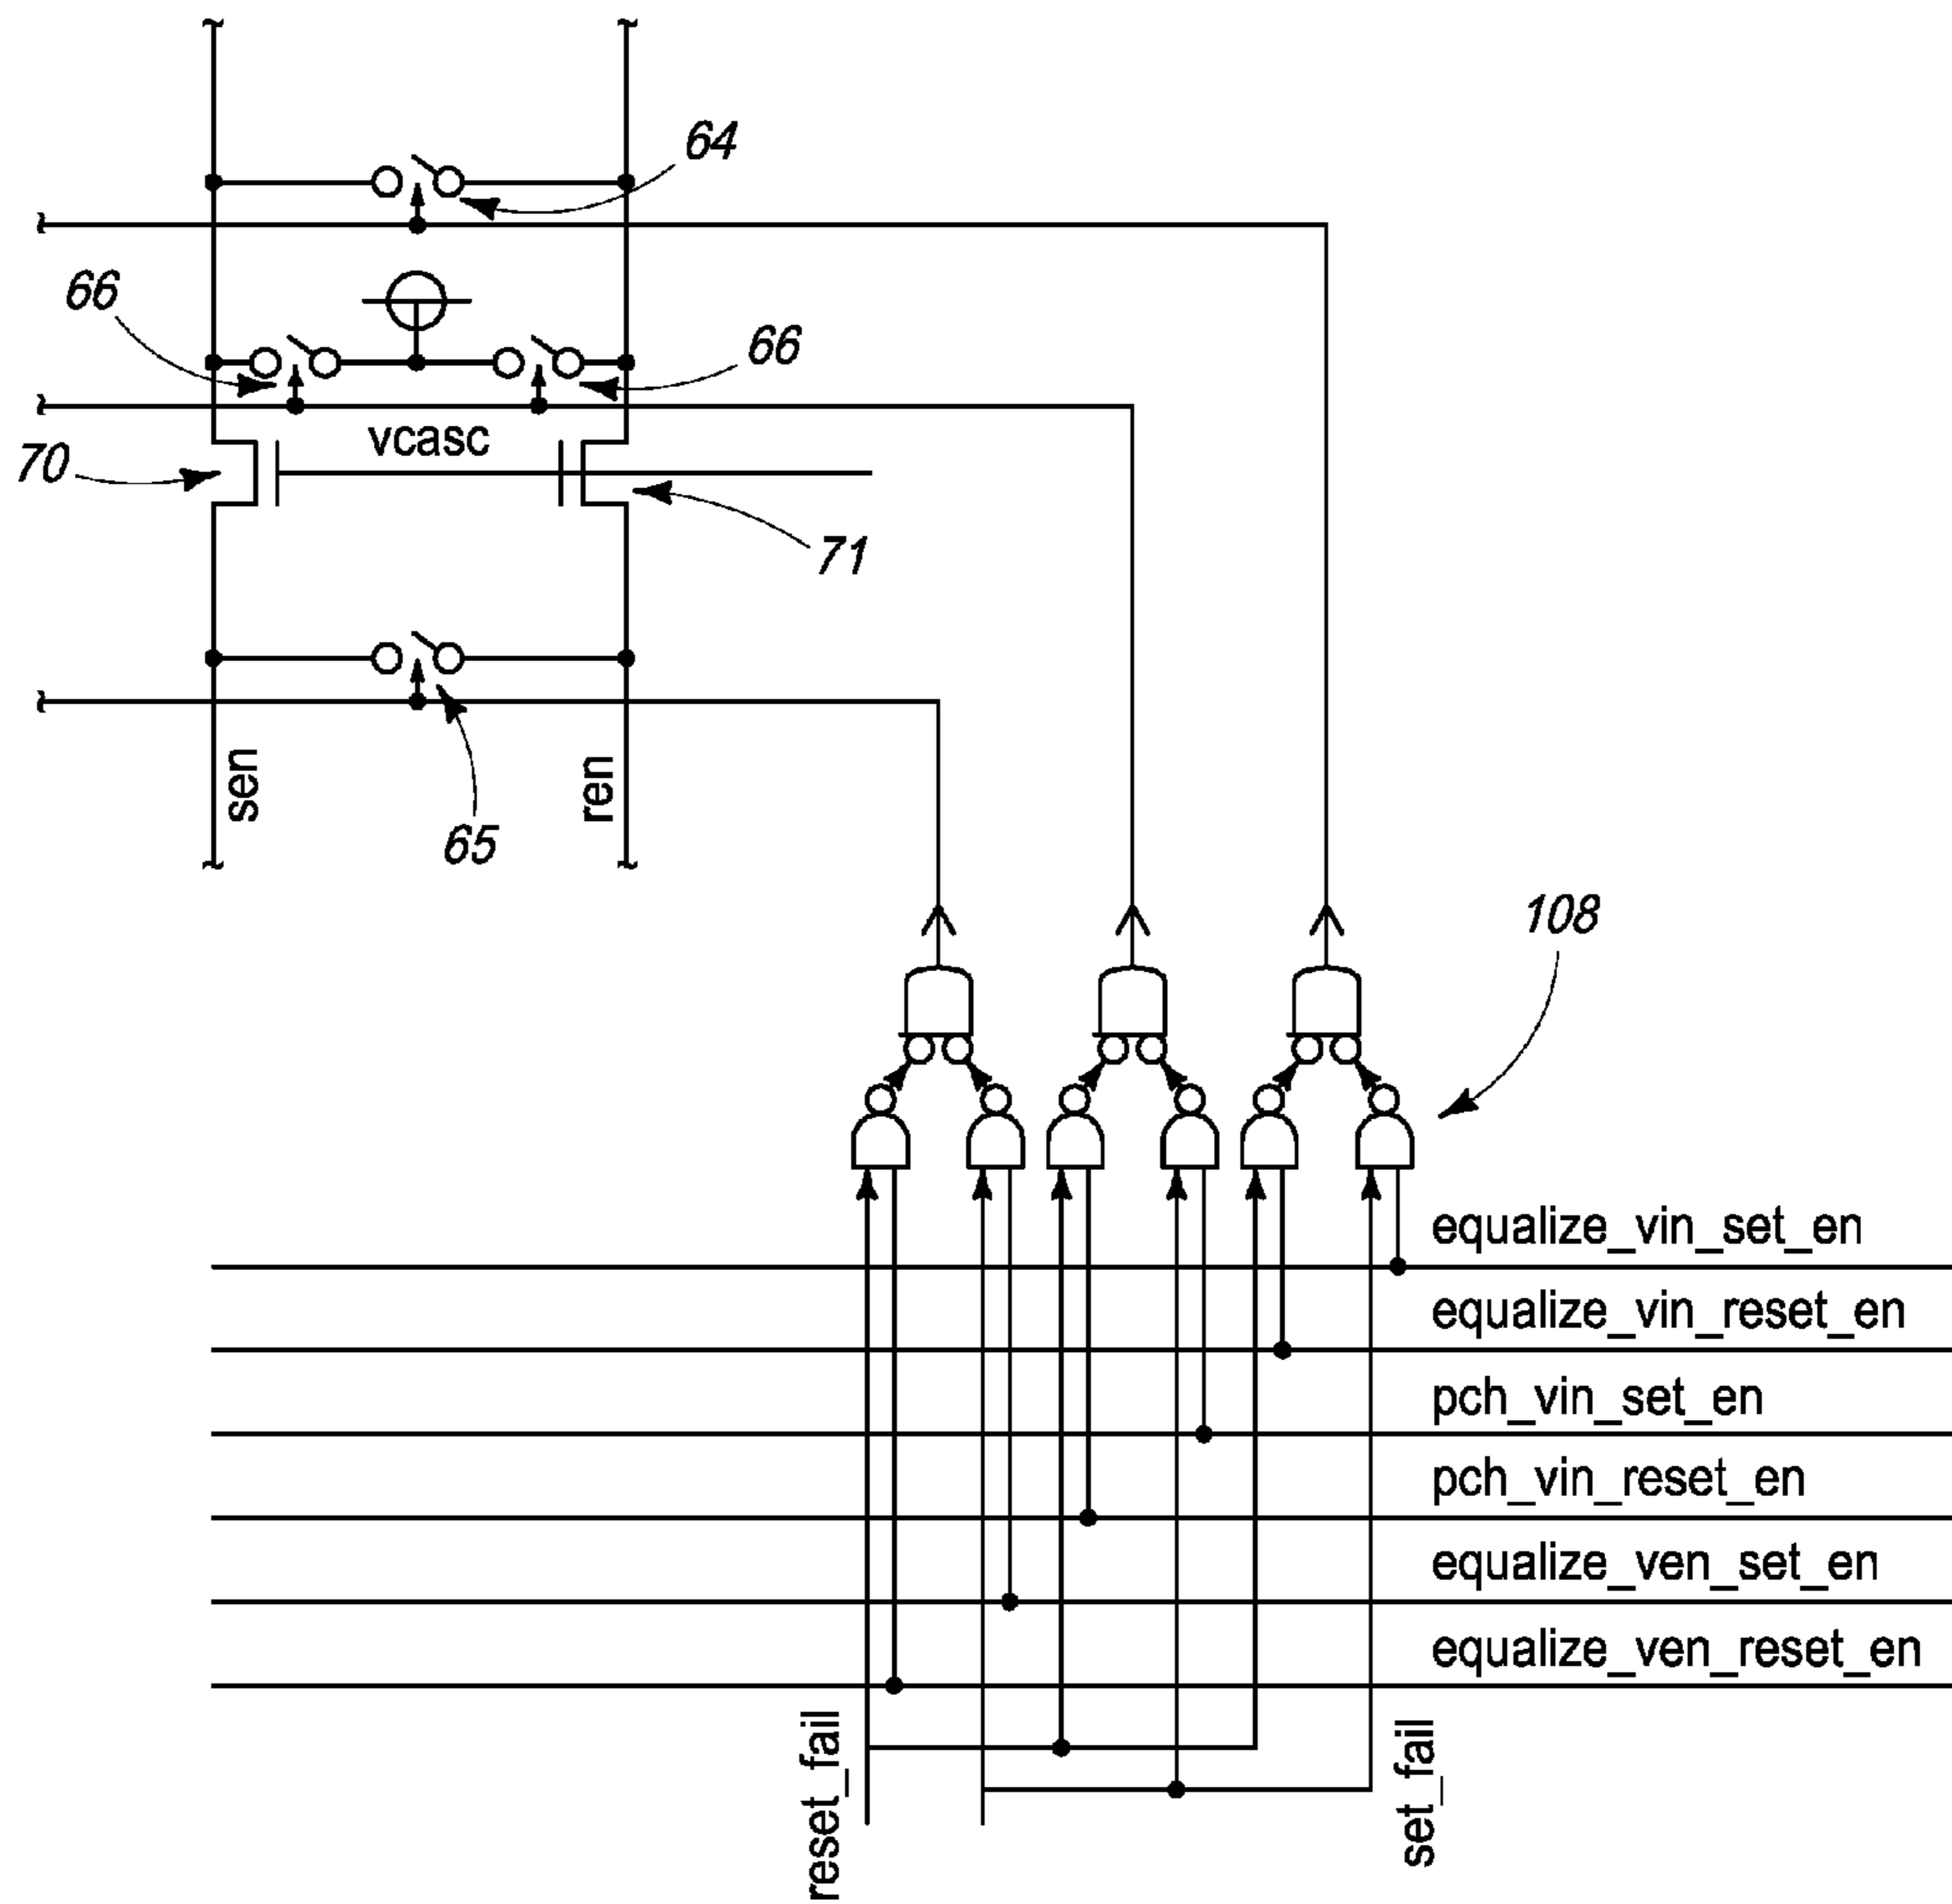 64
66
66
vcasc
70
71
sen
ren
65
108
equalize_vin_set_en
equalize_vin_reset_en
pch_vin_set_en
pch_vin_reset_en
equalize_ven_set_en
equalize_ven_reset_en
reset_fail
set_fail